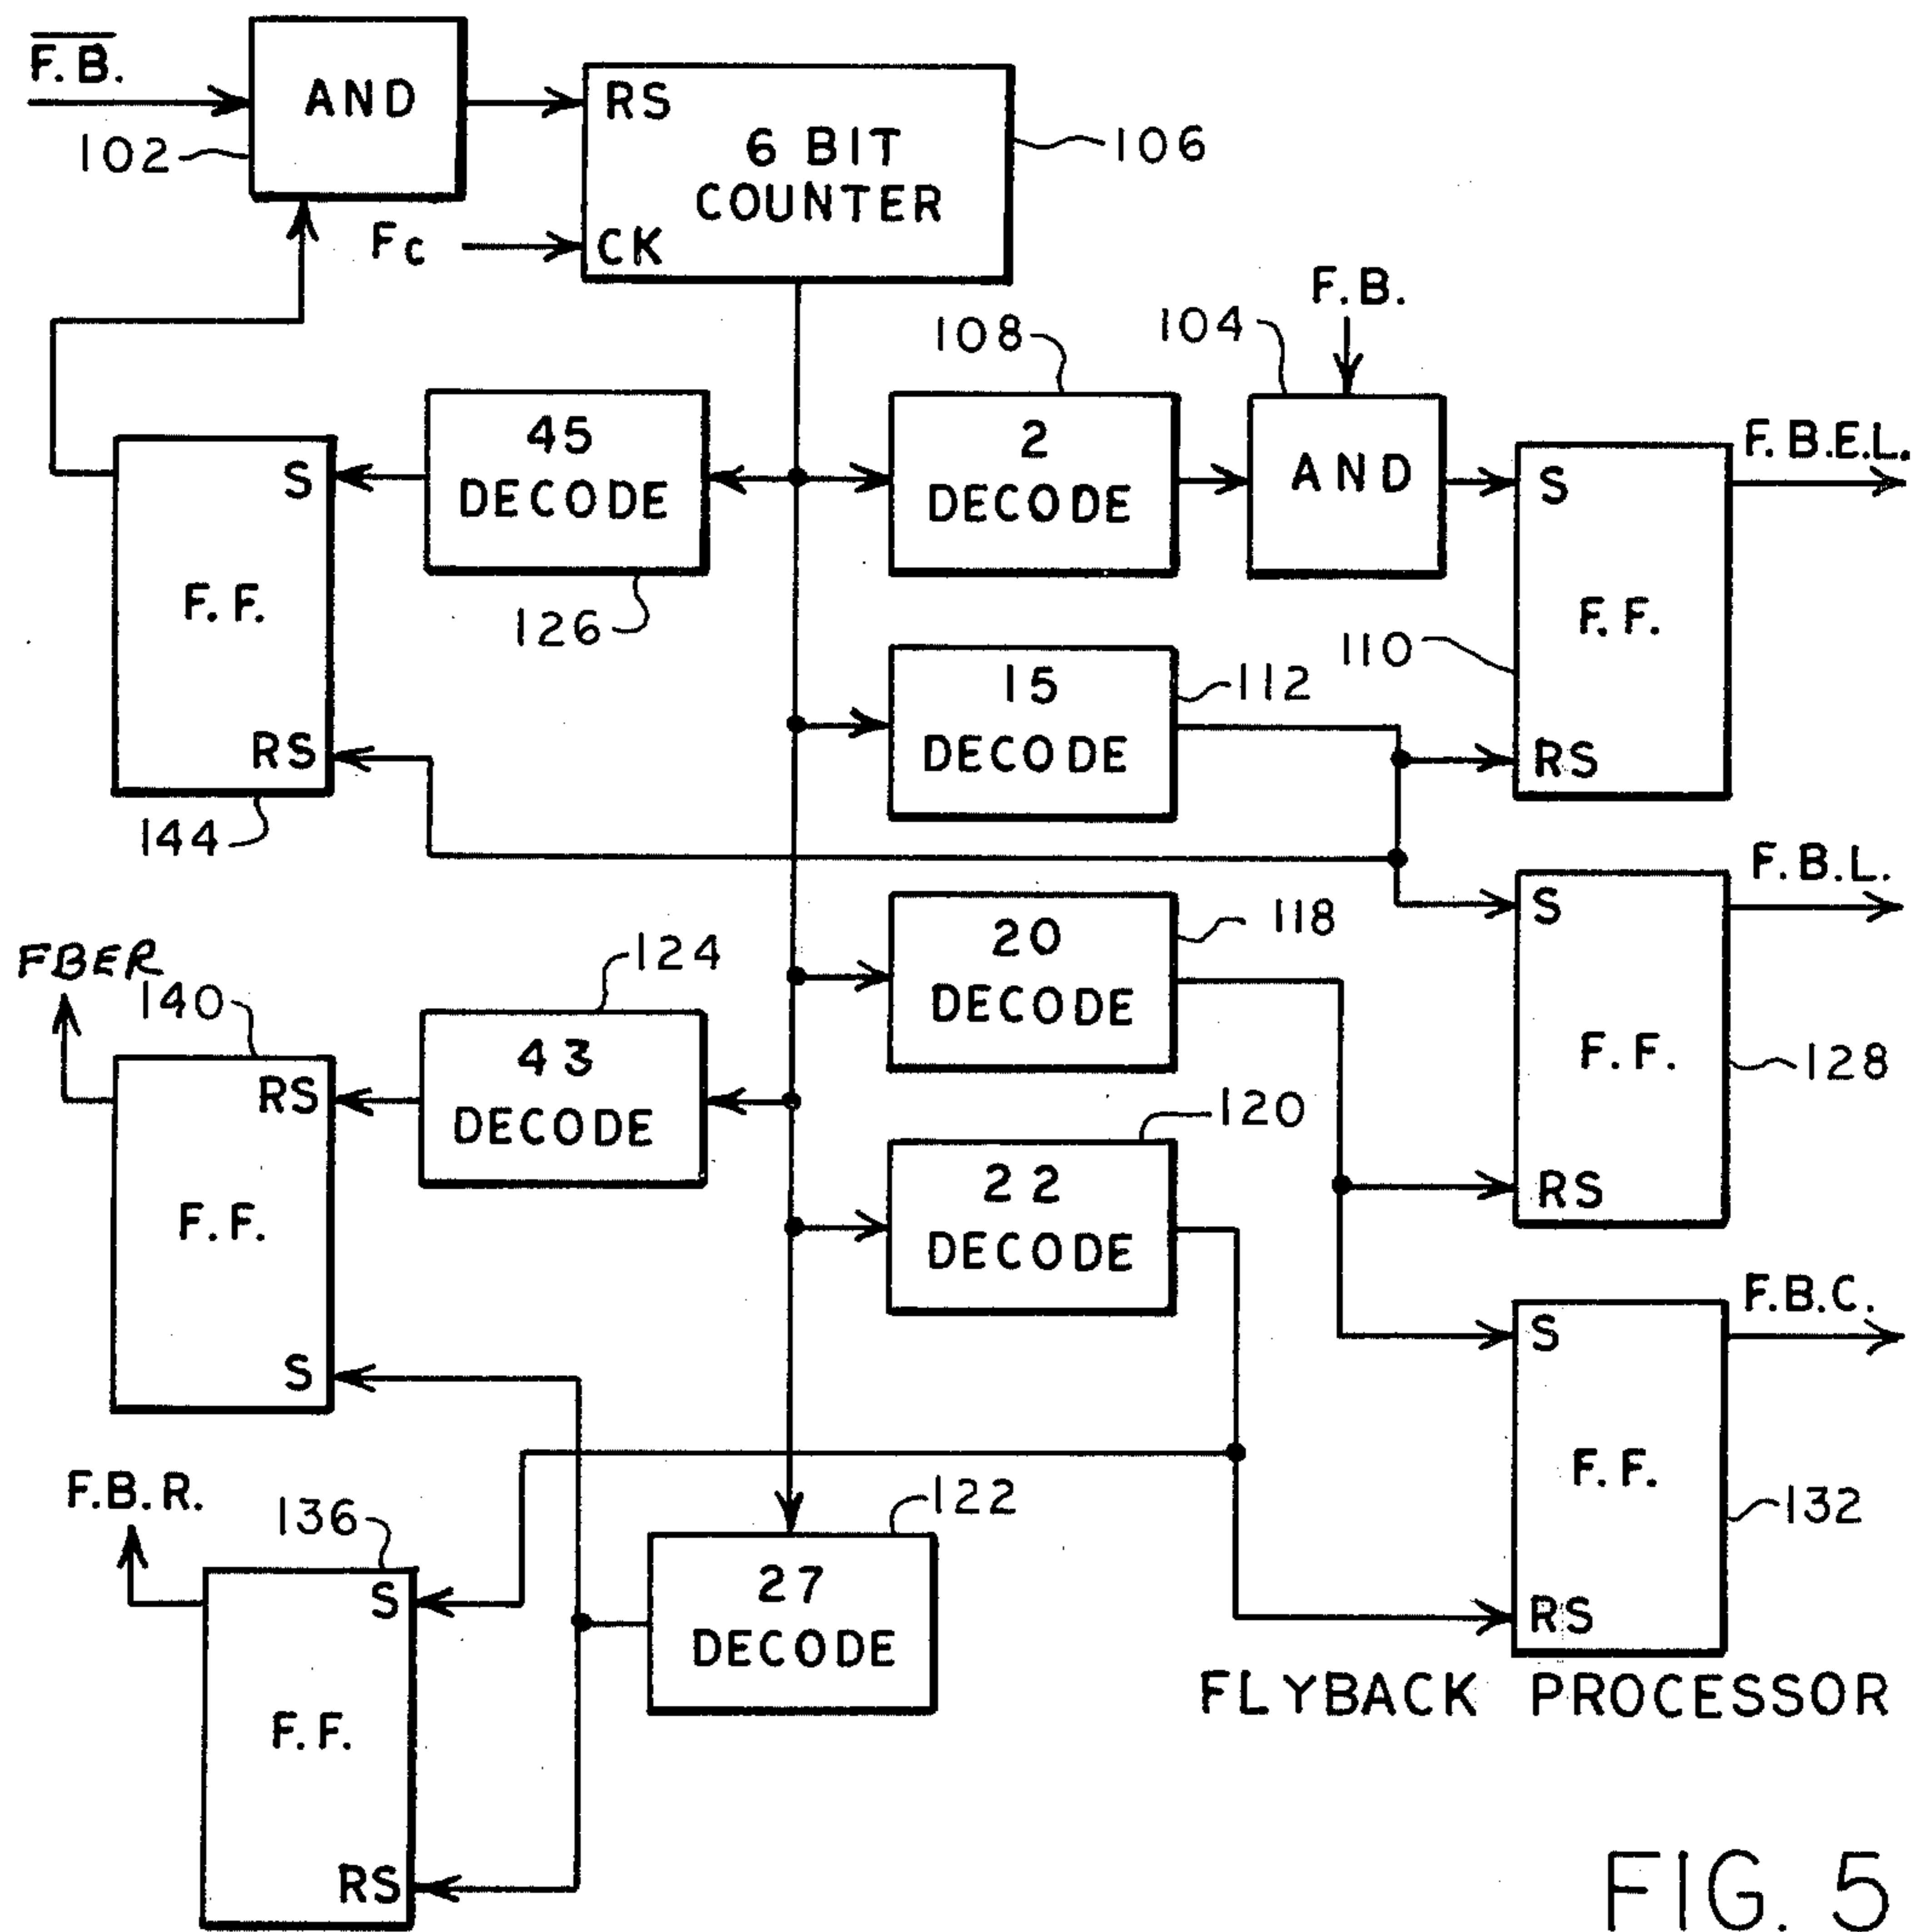 F.B.
AND
102
RS
6 BIT
COUNTER
CK
106
Fc
F.B.
108
104
45
DECODE
126
2
DECODE
AND
S
F.F.
RS
144
S
F.F.
RS
110
F.B.E.L.
15
DECODE
112
F.B.L.
20
DECODE
118
S
F.F.
RS
128
FBER
140
124
43
DECODE
RS
F.F.
S
120
22
DECODE
F.B.C.
S
F.F.
RS
132
F.B.R.
136
S
F.F.
RS
122
27
DECODE
FLYBACK PROCESSOR
FIG. 5